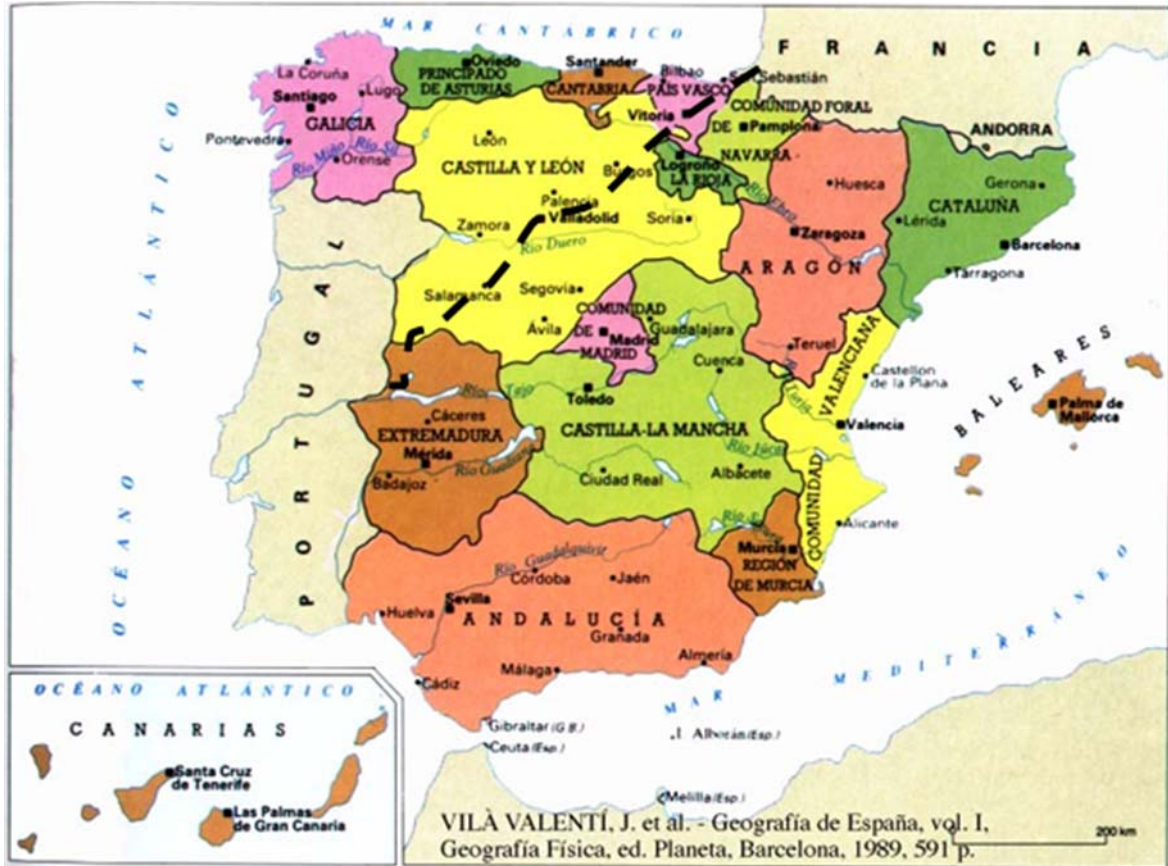 MAR CANTÁBRICO
FRANCIA
La Coruña
Lugo
Santiago
GALICIA
Pontevedra
Río Miño
Río Sil
Orense
Oviedo
PRINCIPADO
DE ASTURIAS
Santander
CANTABRIA
Bilbao
PAÍS VASCO
San Sebastián
Vitoria
COMUNIDAD FORAL
DE
Pamplona
NAVARRA
ANDORRA
León
CASTILLA Y LEÓN
Burgos
Logroño
LA RIOJA
Río Ebro
Huesca
Gerona
CATALUÑA
Lérida
Barcelona
Tarragona
Palencia
Valladolid
Zamora
Soria
Río Duero
Zaragoza
ARAGÓN
Salamanca
Segovia
Ávila
COMUNIDAD
DE
Madrid
MADRID
Guadalajara
Cuenca
Teruel
OCÉANO ATLÁNTICO
PORTUGAL
Río Tajo
Toledo
Cáceres
EXTREMADURA
Mérida
Badajoz
Río Guadiana
CASTILLA-LA MANCHA
Ciudad Real
Albacete
Río Júcar
Turia
Castellón
de la Plana
Valencia
COMUNIDAD VALENCIANA
Alicante
BALEARES
Palma de
Mallorca
Río Segura
Murcia
REGIÓN
DE MURCIA
Río Guadalquivir
Córdoba
Jaén
Sevilla
Huelva
ANDALUCÍA
Granada
Almería
Málaga
Cádiz
MAR MEDITERRÁNEO
Gibraltar (G.B.)
Ceuta (Esp.)
I. Alborán (Esp.)
Melilla (Esp.)
OCÉANO ATLÁNTICO
CANARIAS
Santa Cruz
de Tenerife
Las Palmas
de Gran Canaria
VILÀ VALENTÍ, J. et al. - Geografía de España, vol. I,
Geografía Física, ed. Planeta, Barcelona, 1989, 591 p.
0
200 km